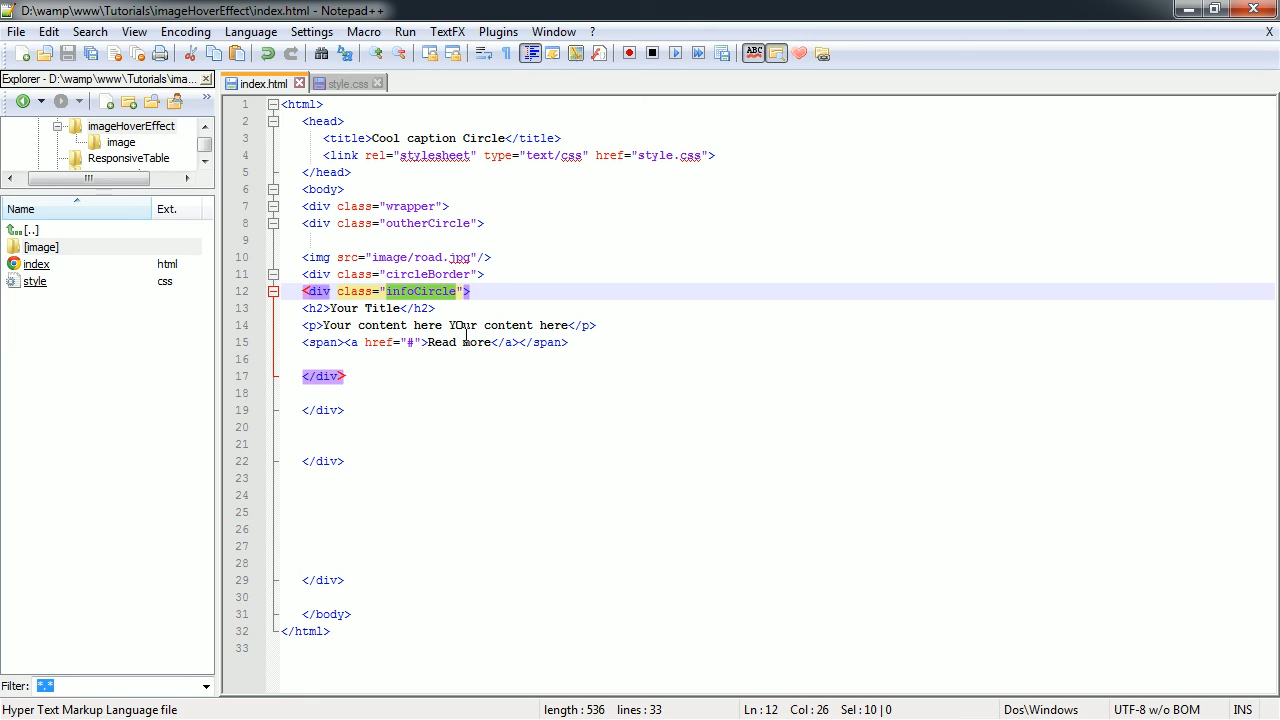 D:\wamp\www\Tutorials\imageHoverEffect\index.html - Notepad++
File Edit Search View Encoding Language Settings Macro Run TextFX Plugins Window ? X
ABC
Explorer - D:\wamp\www\Tutorials\ima...
index.html style.css
imageHoverEffect
image
ResponsiveTable
Name Ext.
[..]
[image]
index html
style css
1 <html>
2 <head>
3 <title>Cool caption Circle</title>
4 <link rel="stylesheet" type="text/css" href="style.css">
5 </head>
6 <body>
7 <div class="wrapper">
8 <div class="outherCircle">
9
10 <img src="image/road.jpg"/>
11 <div class="circleBorder">
12 <div class="infoCircle">
13 <h2>Your Title</h2>
14 <p>Your content here YOur content here</p>
15 <span><a href="#">Read more</a></span>
16
17 </div>
18
19 </div>
20
21
22 </div>
23
24
25
26
27
28
29 </div>
30
31 </body>
32 </html>
33
Filter: *.*
Hyper Text Markup Language file length : 536 lines : 33 Ln : 12 Col : 26 Sel : 10 | 0 Dos\Windows UTF-8 w/o BOM INS